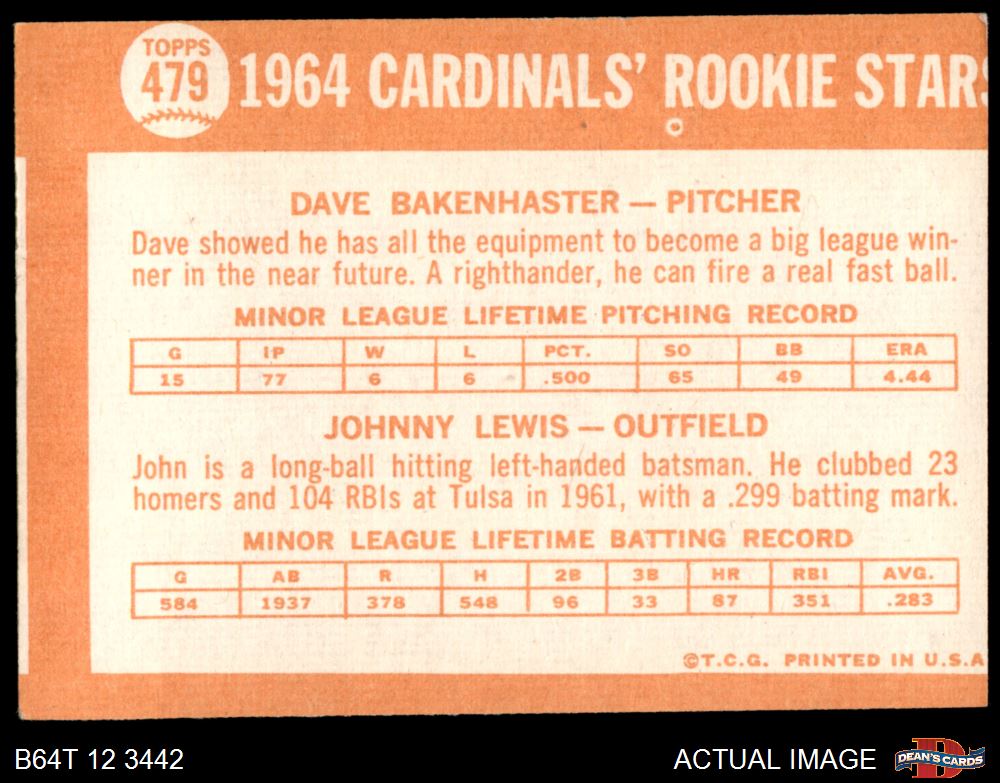 TOPPS
479
1964 CARDINALS' ROOKIE STARS
DAVE BAKENHASTER — PITCHER
Dave showed he has all the equipment to become a big league win-
ner in the near future. A righthander, he can fire a real fast ball.
MINOR LEAGUE LIFETIME PITCHING RECORD
G IP W L PCT. SO BB ERA
15 77 6 6 .500 65 49 4.44
JOHNNY LEWIS — OUTFIELD
John is a long-ball hitting left-handed batsman. He clubbed 23
homers and 104 RBIs at Tulsa in 1961, with a .299 batting mark.
MINOR LEAGUE LIFETIME BATTING RECORD
G AB R H 2B 3B HR RBI AVG.
584 1937 378 548 96 33 87 351 .283
©T.C.G. PRINTED IN U.S.A
B64T 12 3442
ACTUAL IMAGE
D
DEAN'S CARDS